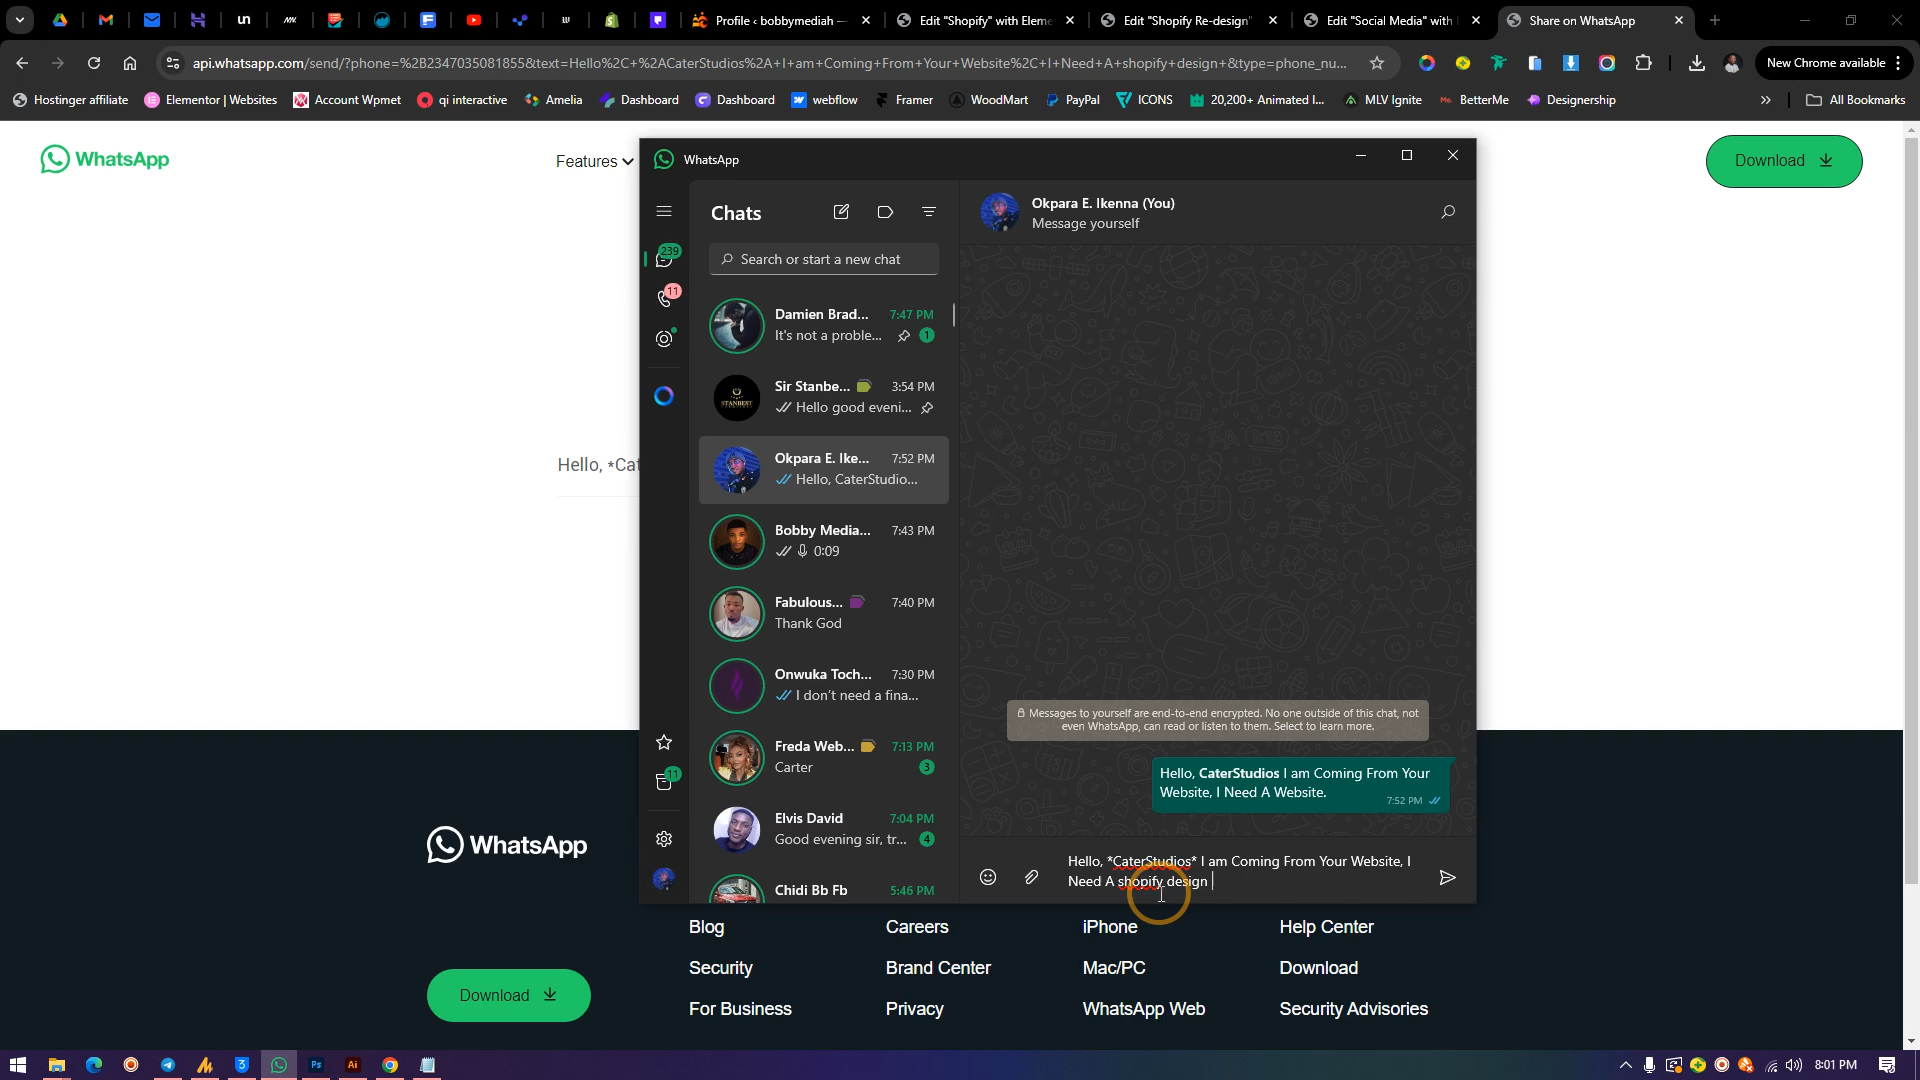 Profile ‹ bobbymediah —
Edit "Shopify" with Eleme
Edit "Shopify Re-design"
Edit "Social Media" with
Share on WhatsApp
api.whatsapp.com/send/?phone=%2B2347035081855&text=Hello%2C+%2ACaterStudios%2A+I+am+Coming+From+Your+Website%2C+I+Need+A+shopify+design+&type=phone_nu...
New Chrome available
Hostinger affiliate
Elementor | Websites
Account Wpmet
qi interactive
Amelia
Dashboard
Dashboard
webflow
Framer
WoodMart
PayPal
ICONS
20,200+ Animated I...
MLV Ignite
BetterMe
Designership
All Bookmarks
WhatsApp
Features
Download
Hello, *Cat
WhatsApp
Chats
Search or start a new chat
239
11
11
Damien Brad... 7:47 PM
It's not a proble... 1
Sir Stanbe... 3:54 PM
Hello good eveni...
STANBEST
Okpara E. Ike... 7:52 PM
Hello, CaterStudio...
Bobby Media... 7:43 PM
0:09
Fabulous... 7:40 PM
Thank God
Onwuka Toch... 7:30 PM
I don't need a fina...
Freda Web... 7:13 PM
Carter 3
Elvis David 7:04 PM
Good evening sir, tr... 4
Chidi Bb Fb 5:46 PM
Okpara E. Ikenna (You)
Message yourself
Messages to yourself are end-to-end encrypted. No one outside of this chat, not
even WhatsApp, can read or listen to them. Select to learn more.
Hello, CaterStudios I am Coming From Your
Website, I Need A Website.
7:52 PM
Hello, *CaterStudios* I am Coming From Your Website, I
Need A shopify design
WhatsApp
Download
Blog
Careers
iPhone
Help Center
Security
Brand Center
Mac/PC
Download
For Business
Privacy
WhatsApp Web
Security Advisories
Ps
Ai
8:01 PM